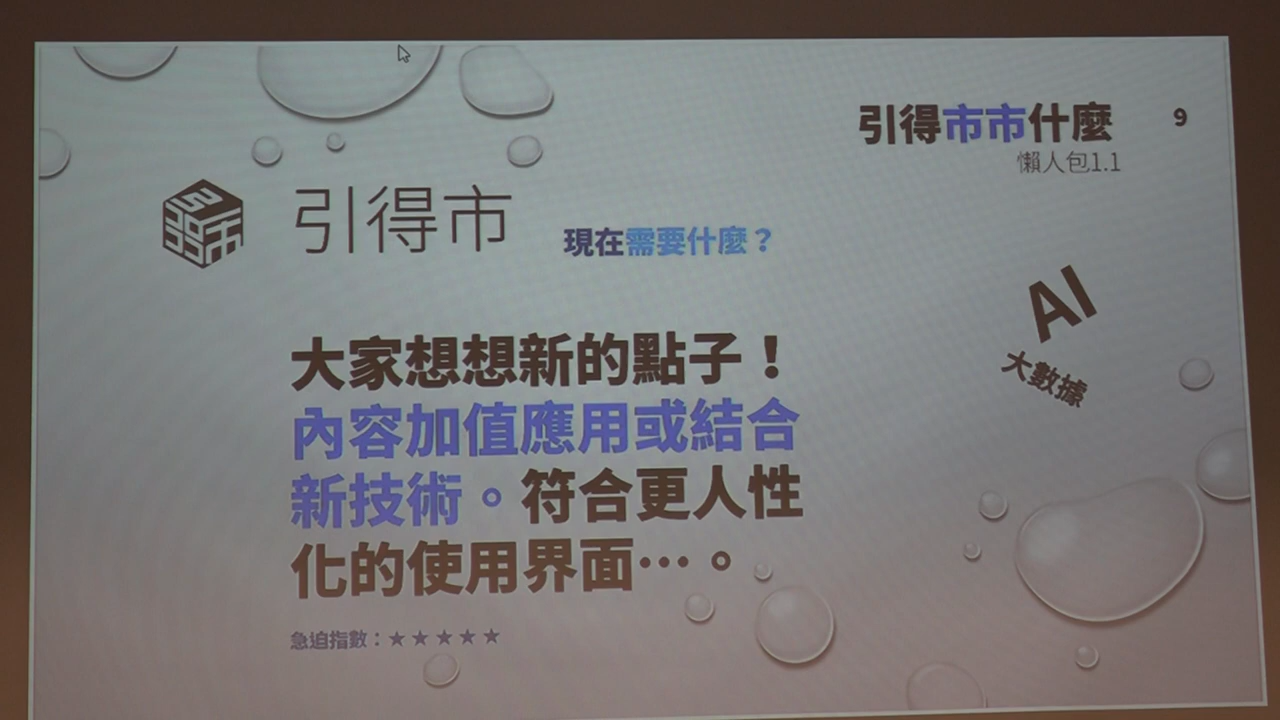 引得市市什麼
9
懶人包1.1
引得市
現在需要什麼？
AI
大數據
大家想想新的點子！
內容加值應用或結合
新技術。符合更人性
化的使用界面…。
急迫指數：★★★★★